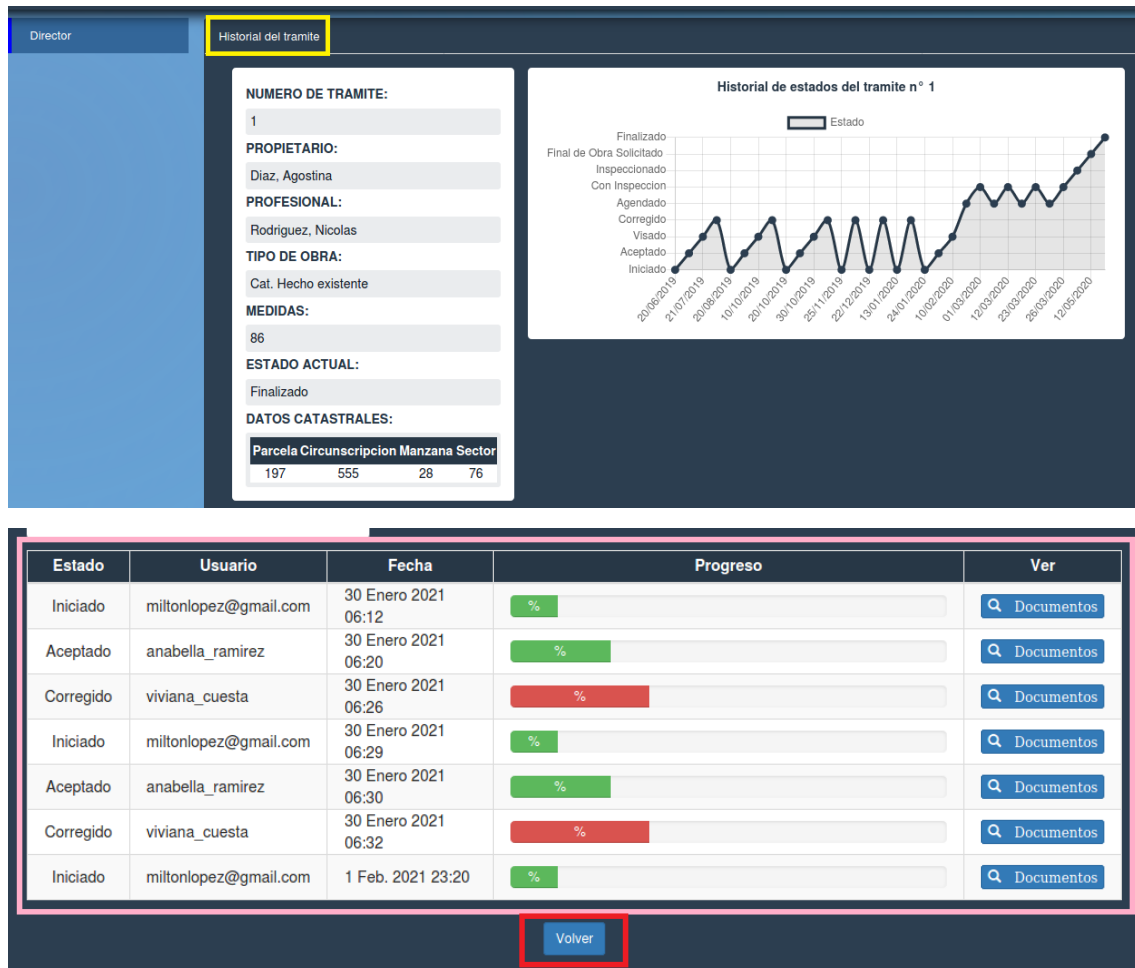 Director
Historial del tramite
NUMERO DE TRAMITE:
1
PROPIETARIO:
Diaz, Agostina
PROFESIONAL:
Rodriguez, Nicolas
TIPO DE OBRA:
Cat. Hecho existente
MEDIDAS:
86
ESTADO ACTUAL:
Finalizado
DATOS CATASTRALES:
Parcela Circunscripcion Manzana Sector
197 555 28 76
Historial de estados del tramite n° 1
Estado
Finalizado
Final de Obra Solicitado
Inspeccionado
Con Inspeccion
Agendado
Corregido
Visado
Aceptado
Iniciado
20/06/2019
21/07/2019
20/08/2019
10/10/2019
20/10/2019
30/10/2019
25/11/2019
22/12/2019
13/01/2020
24/01/2020
10/02/2020
01/03/2020
12/03/2020
23/03/2020
26/03/2020
12/05/2020
Estado Usuario Fecha Progreso Ver
Iniciado miltonlopez@gmail.com 30 Enero 2021 06:12 % Documentos
Aceptado anabella_ramirez 30 Enero 2021 06:20 % Documentos
Corregido viviana_cuesta 30 Enero 2021 06:26 % Documentos
Iniciado miltonlopez@gmail.com 30 Enero 2021 06:29 % Documentos
Aceptado anabella_ramirez 30 Enero 2021 06:30 % Documentos
Corregido viviana_cuesta 30 Enero 2021 06:32 % Documentos
Iniciado miltonlopez@gmail.com 1 Feb. 2021 23:20 % Documentos
Volver